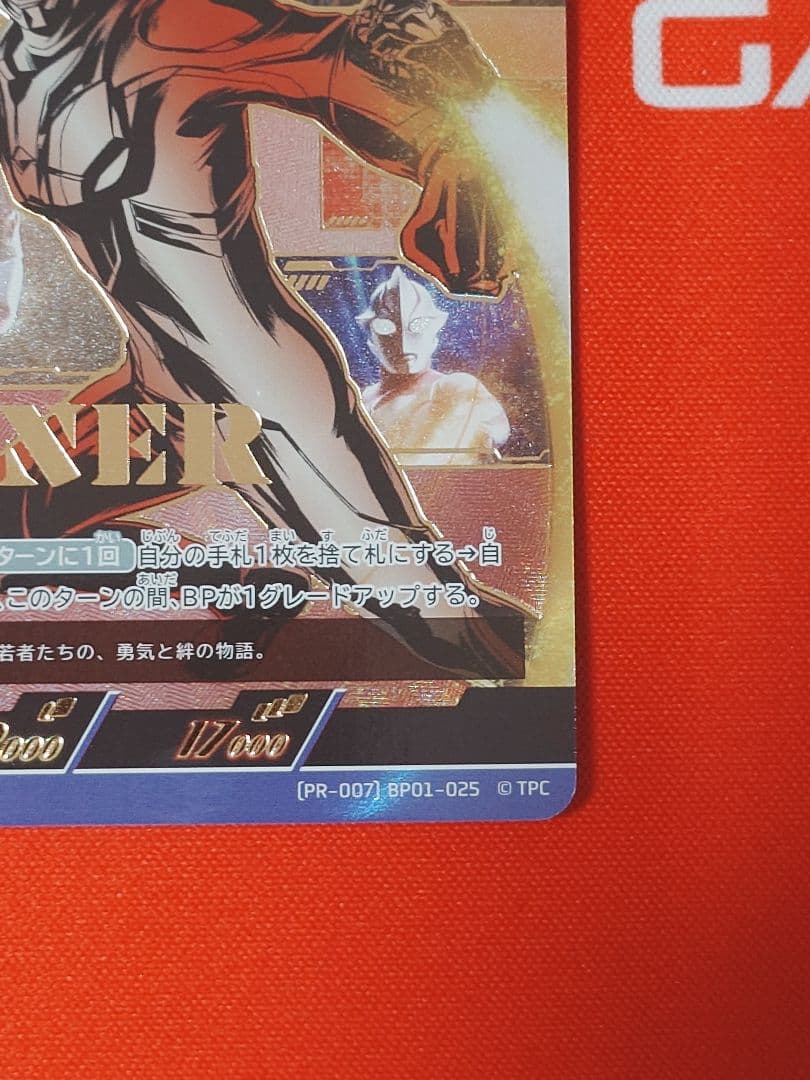 NER
ターンに1回 自分の手札1枚を捨て札にする→自
、このターンの間、BPが1グレードアップする。
若者たちの、勇気と絆の物語。
000 17000
[PR-007] BP01-025 © TPC